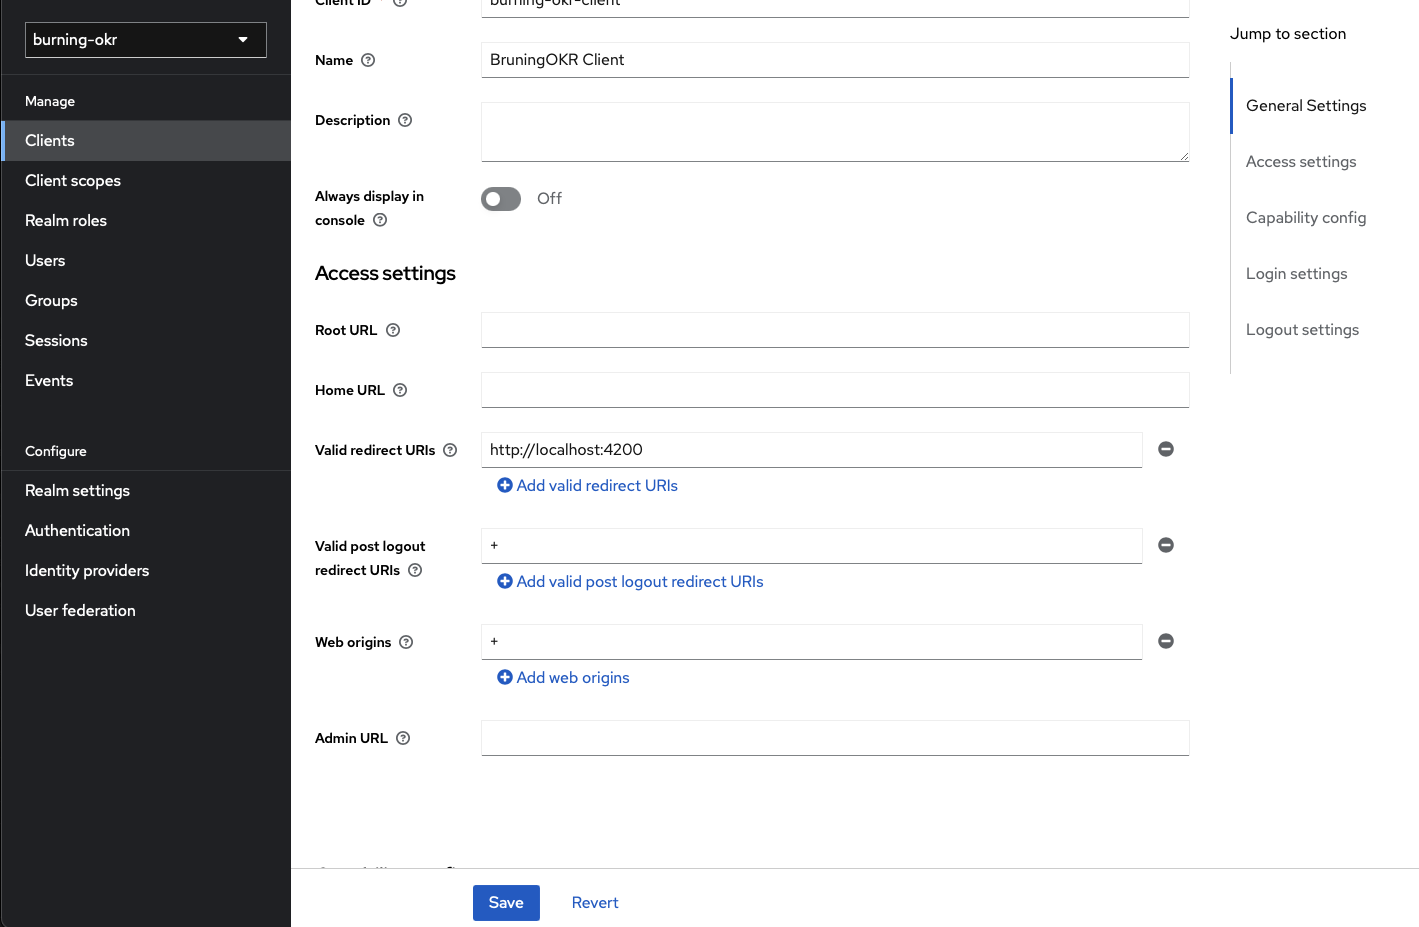 burning-okr
Manage
Clients
Client scopes
Realm roles
Users
Groups
Sessions
Events
Configure
Realm settings
Authentication
Identity providers
User federation
Client ID
burning-okr-client
Name
BruningOKR Client
Description
Always display in
console
Off
Access settings
Root URL
Home URL
Valid redirect URIs
http://localhost:4200
Add valid redirect URIs
Valid post logout
redirect URIs
+
Add valid post logout redirect URIs
Web origins
+
Add web origins
Admin URL
Save
Revert
Jump to section
General Settings
Access settings
Capability config
Login settings
Logout settings